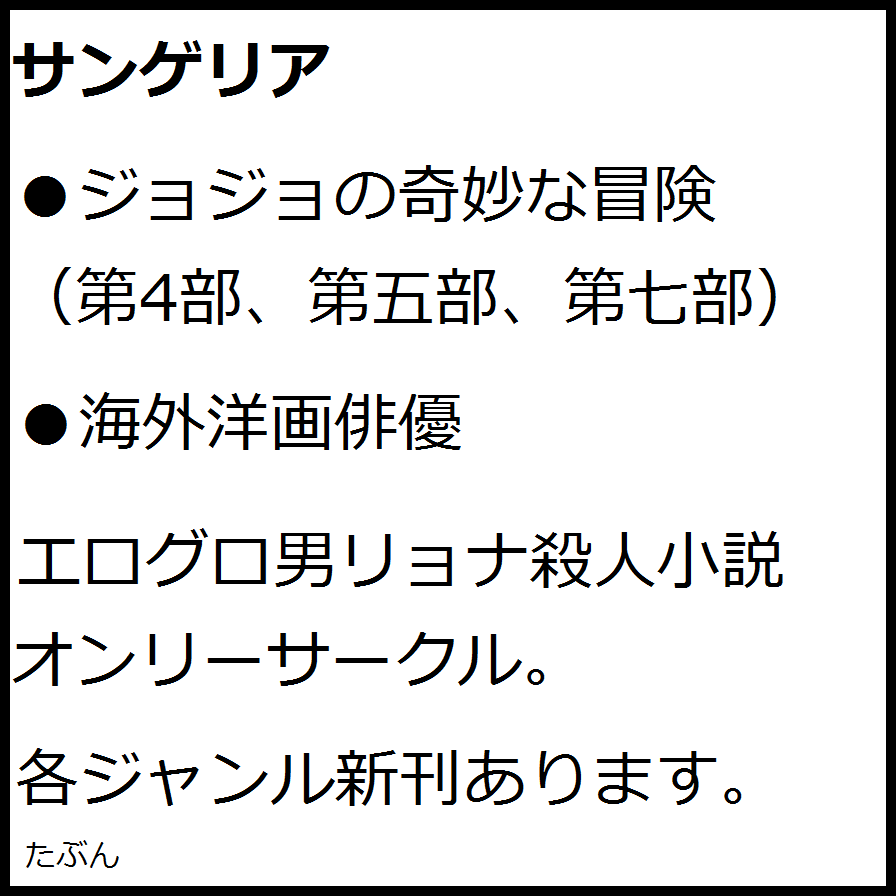 サンゲリア
●ジョジョの奇妙な冒険
（第4部、第五部、第七部）
●海外洋画俳優
エログロ男リョナ殺人小説
オンリーサークル。
各ジャンル新刊あります。
たぶん